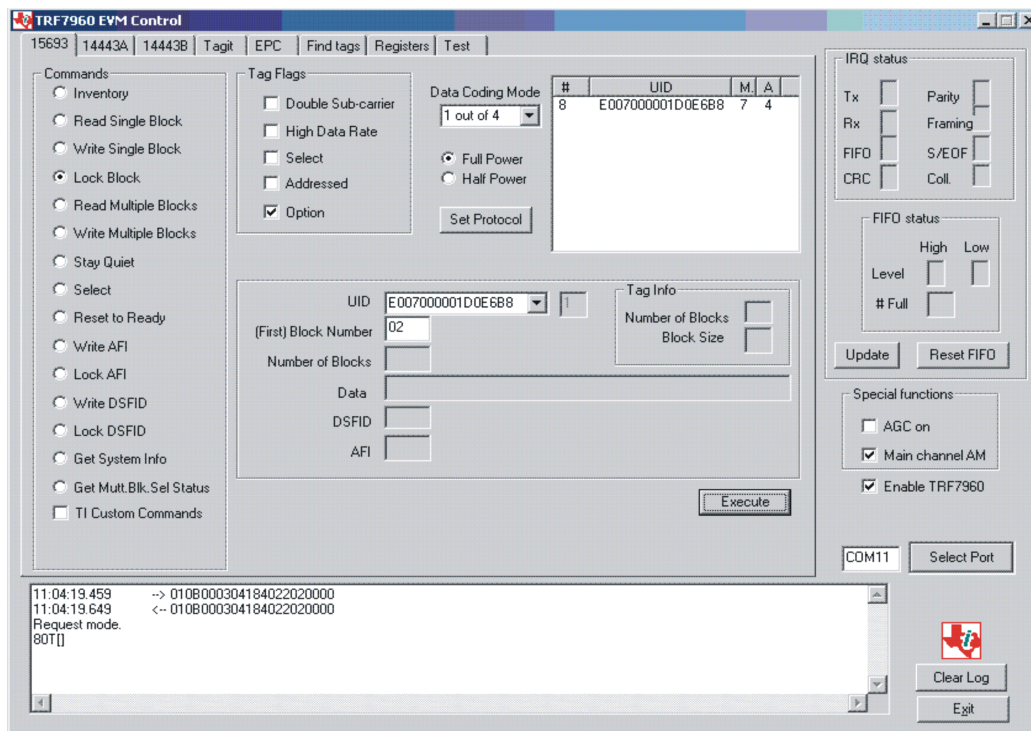 TRF7960 EVM Control
15693 14443A 14443B Tagit EPC Find tags Registers Test
Commands
Inventory
Read Single Block
Write Single Block
Lock Block
Read Multiple Blocks
Write Multiple Blocks
Stay Quiet
Select
Reset to Ready
Write AFI
Lock AFI
Write DSFID
Lock DSFID
Get System Info
Get Mutt.Blk.Sel Status
TI Custom Commands
Tag Flags
Double Sub-carrier
High Data Rate
Select
Addressed
Option
Data Coding Mode
1 out of 4
Full Power
Half Power
Set Protocol
# UID M. A
8 E007000001D0E6B8 7 4
UID E007000001D0E6B8 1
(First) Block Number 02
Number of Blocks
Data
DSFID
AFI
Tag Info
Number of Blocks
Block Size
Execute
IRQ status
Tx Parity
Rx Framing
FIFO S/EOF
CRC Coll.
FIFO status
High Low
Level
# Full
Update Reset FIFO
Special functions
AGC on
Main channel AM
Enable TRF7960
COM11 Select Port
11:04:19.459 --> 010B000304184022020000
11:04:19.649 <-- 010B000304184022020000
Request mode.
80T[]
Clear Log
Exit